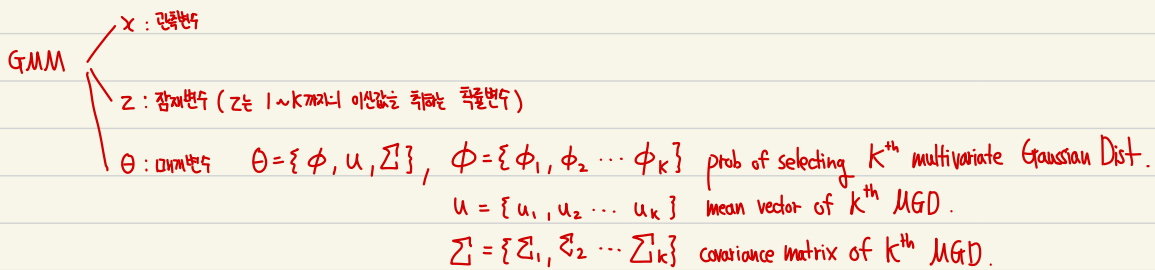 x : 관측변수
GMM
z : 잠재변수 (z는 1~K까지의 이산값을 취하는 확률변수)
θ : 매개변수 θ={ϕ, u, Σ}, ϕ={ϕ₁, ϕ₂ ⋯ ϕₖ} prob of selecting Kᵗʰ multivariate Gaussian Dist.
u = {u₁, u₂ ⋯ uₖ} mean vector of Kᵗʰ MGD.
Σ = {Σ₁, Σ₂ ⋯ Σₖ} covariance matrix of Kᵗʰ MGD.